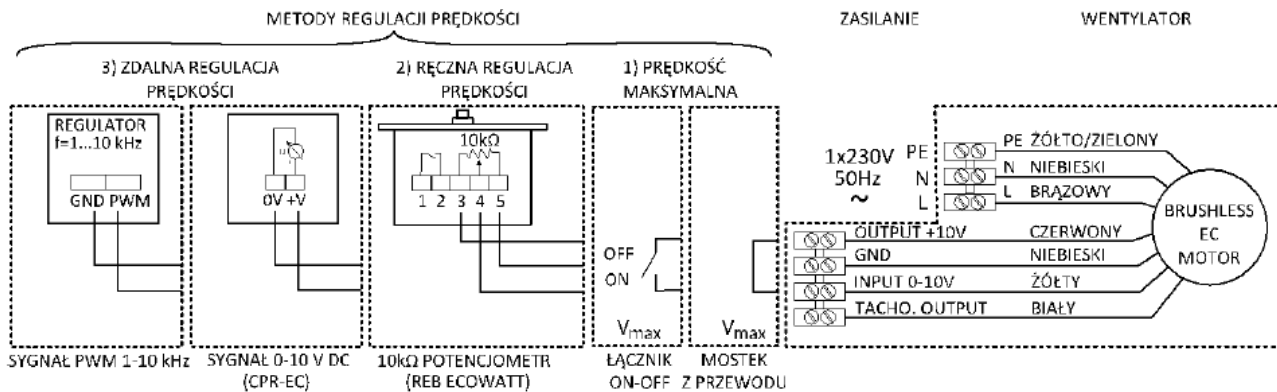 METODY REGULACJI PRĘDKOŚCI
ZASILANIE
WENTYLATOR
3) ZDALNA REGULACJA
PRĘDKOŚCI
2) RĘCZNA REGULACJA
PRĘDKOŚCI
1) PRĘDKOŚĆ
MAKSYMALNA
REGULATOR
f=1...10 kHz
GND PWM
0V +V
10kΩ
1 2 3 4 5
OFF
ON
Vmax
Vmax
1x230V
50Hz
~
PE
N
L
PE ŻÓŁTO/ZIELONY
N NIEBIESKI
L BRĄZOWY
OUTPUT +10V CZERWONY
GND NIEBIESKI
INPUT 0-10V ŻÓŁTY
TACHO. OUTPUT BIAŁY
BRUSHLESS
EC
MOTOR
SYGNAŁ PWM 1-10 kHz
SYGNAŁ 0-10 V DC
(CPR-EC)
10kΩ POTENCJOMETR
(REB ECOWATT)
ŁĄCZNIK
ON-OFF
MOSTEK
Z PRZEWODU